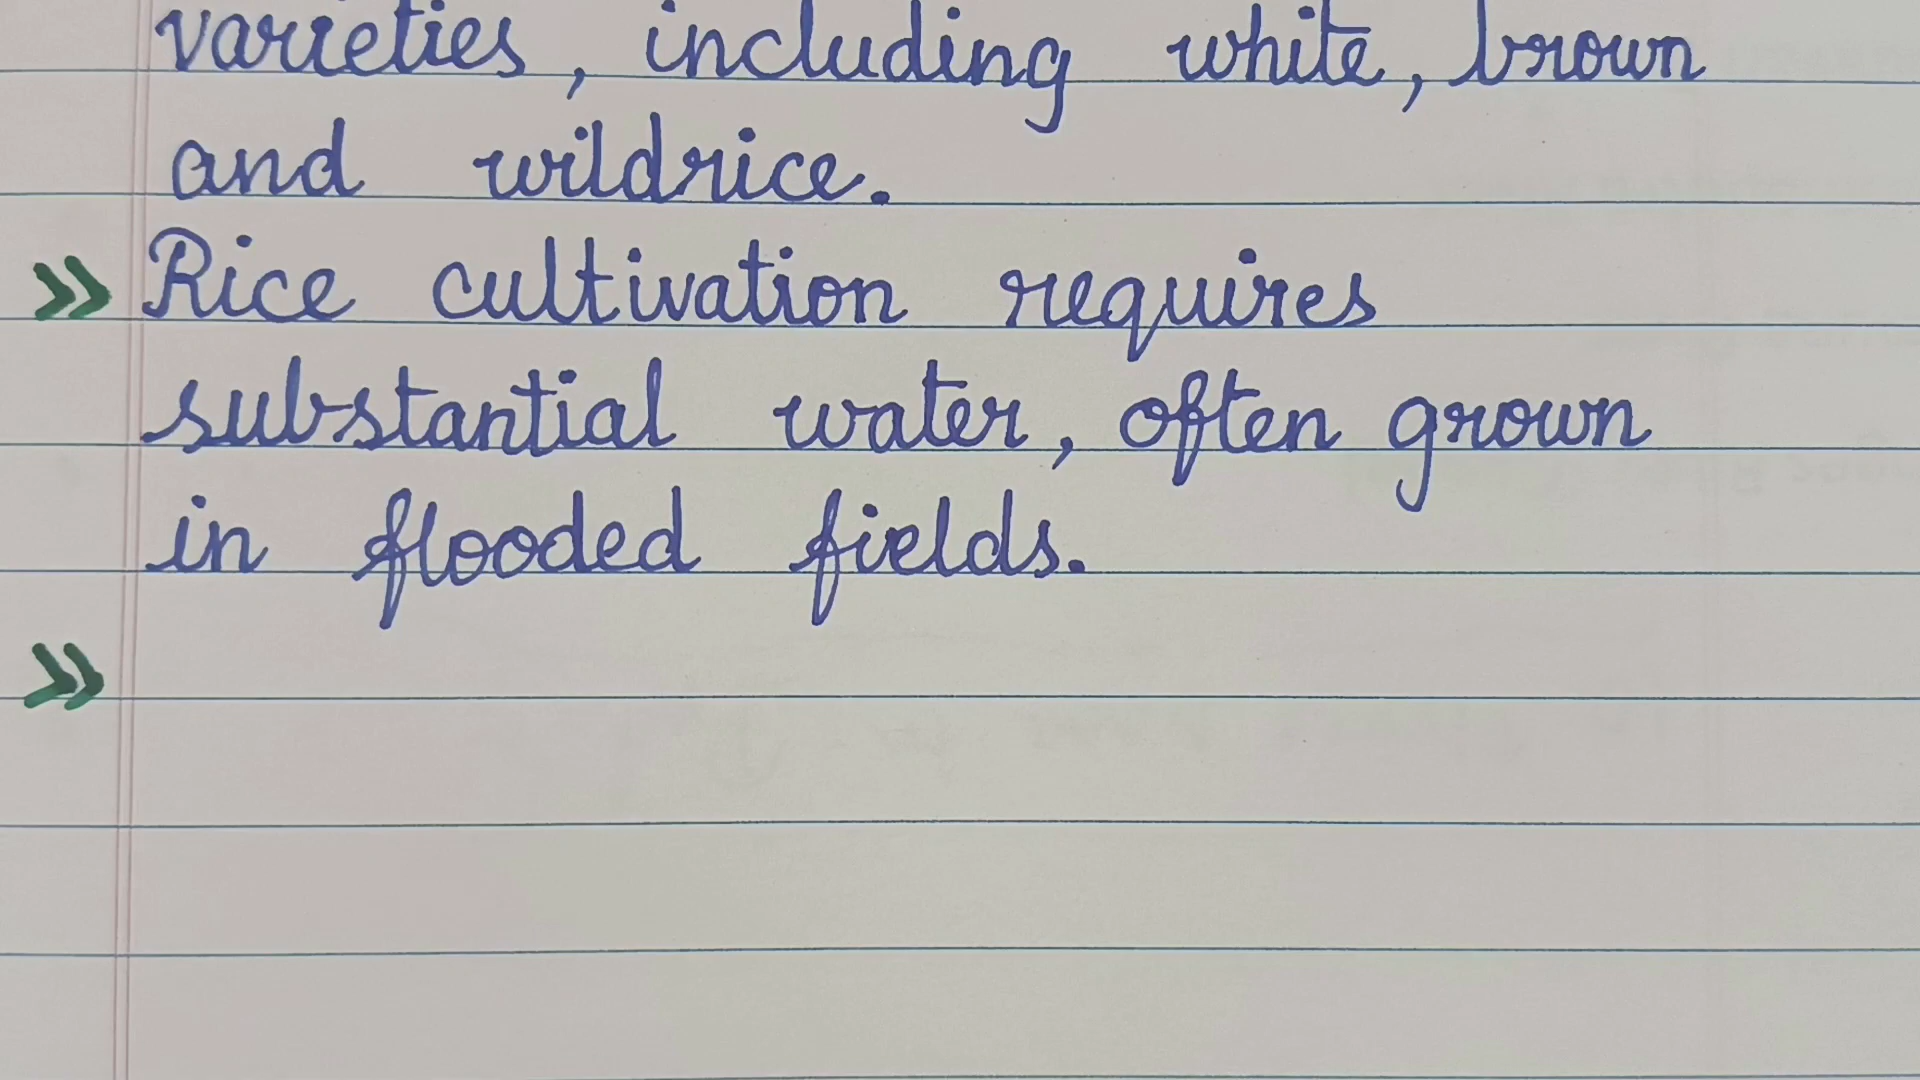 varieties, including white, brown
and wildrice.
» Rice cultivation requires
substantial water, often grown
in flooded fields.
»